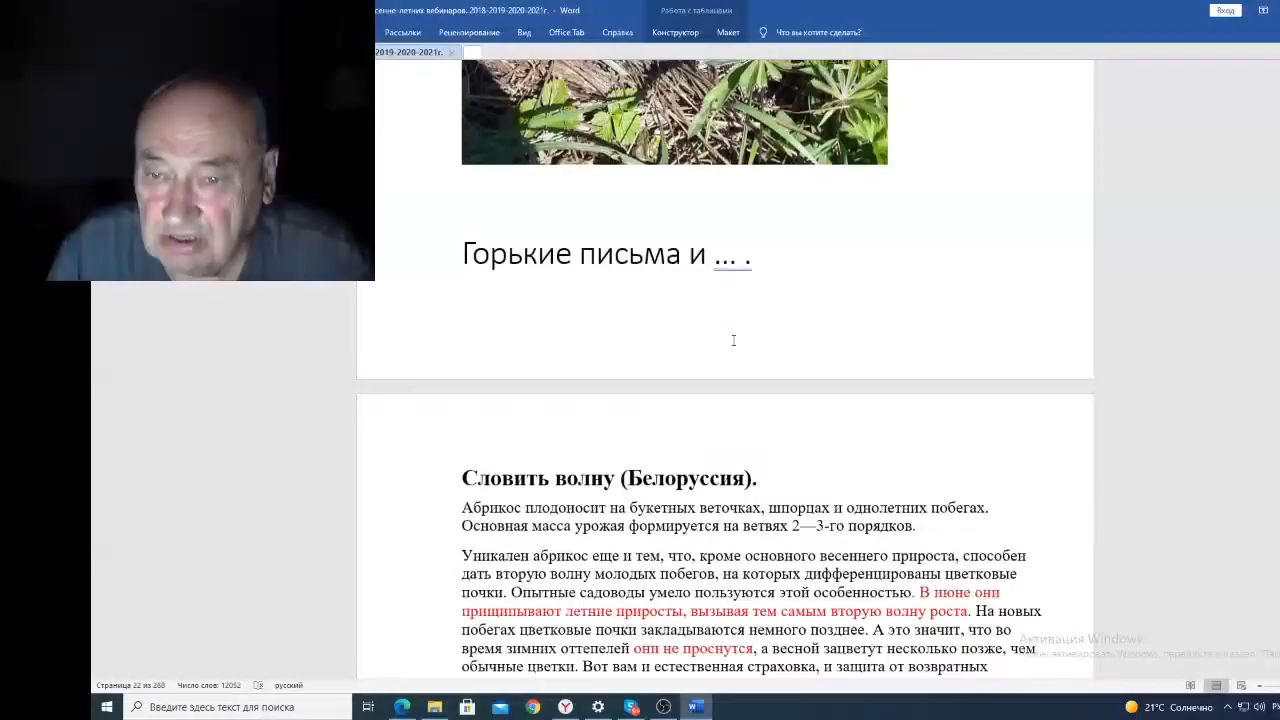 сенне-летних вебинаров. 2018-2019-2020-2021г. - Word
Работа с таблицами
Вход
Рассылки Рецензирование Вид Office Tab Справка Конструктор Макет Что вы хотите сделать?
2019-2020-2021г.
Горькие письма и ... .
Словить волну (Белоруссия).
Абрикос плодоносит на букетных веточках, шпорцах и однолетних побегах.
Основная масса урожая формируется на ветвях 2—3-го порядков.
Уникален абрикос еще и тем, что, кроме основного весеннего прироста, способен
дать вторую волну молодых побегов, на которых дифференцированы цветковые
почки. Опытные садоводы умело пользуются этой особенностью. В июне они
прищипывают летние приросты, вызывая тем самым вторую волну роста. На новых
побегах цветковые почки закладываются немного позднее. А это значит, что во
время зимних оттепелей они не проснутся, а весной зацветут несколько позже, чем
обычные цветки. Вот вам и естественная страховка, и защита от возвратных
Активация Windows
Страница 22 из 268 Число слов: 12052 русский
Введите здесь текст для поиска
21°C Солнечно